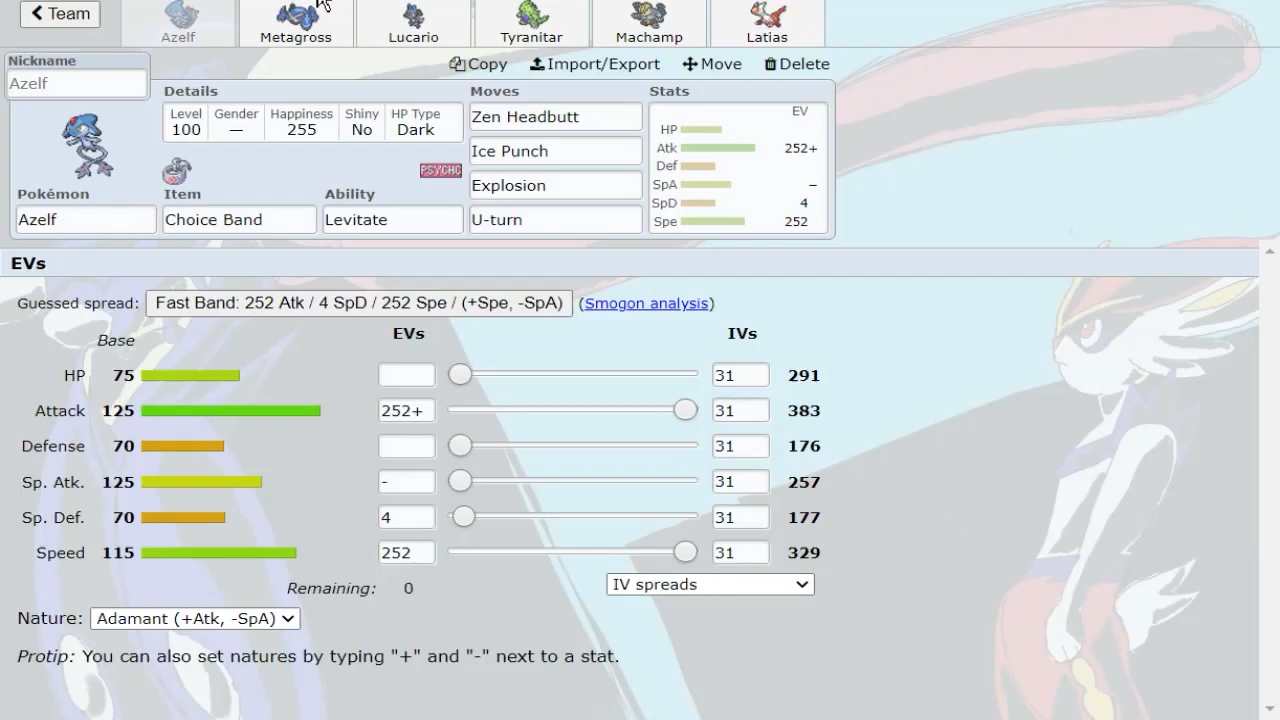 Team
Azelf
Metagross
Lucario
Tyranitar
Machamp
Latias
Nickname
Azelf
Copy
Import/Export
Move
Delete
Details
Moves
Stats
Level
100
Gender
—
Happiness
255
Shiny
No
HP Type
Dark
PSYCHC
Pokémon
Azelf
Item
Choice Band
Ability
Levitate
Zen Headbutt
Ice Punch
Explosion
U-turn
EV
HP
Atk 252+
Def
SpA –
SpD 4
Spe 252
EVs
Guessed spread: Fast Band: 252 Atk / 4 SpD / 252 Spe / (+Spe, -SpA) (Smogon analysis)
Base EVs IVs
HP 75 31 291
Attack 125 252+ 31 383
Defense 70 31 176
Sp. Atk. 125 - 31 257
Sp. Def. 70 4 31 177
Speed 115 252 31 329
Remaining: 0
IV spreads
Nature: Adamant (+Atk, -SpA)
Protip: You can also set natures by typing "+" and "-" next to a stat.